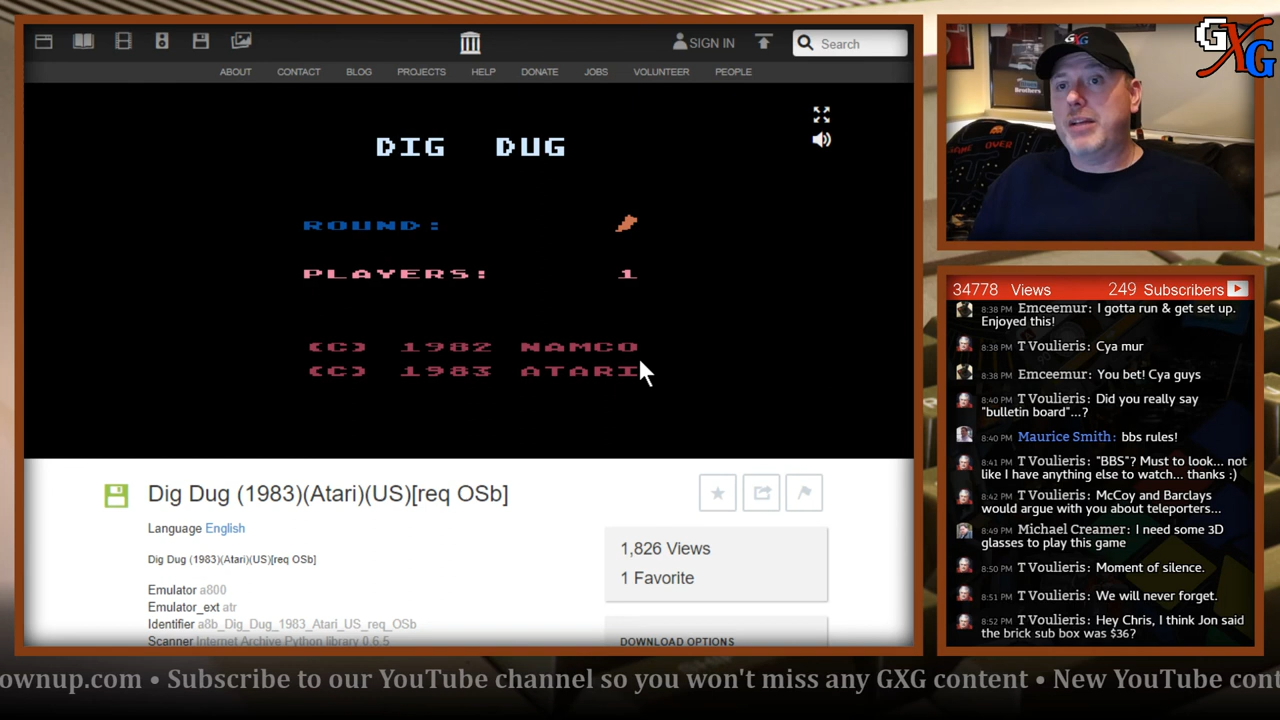 SIGN IN
Search
ABOUT CONTACT BLOG PROJECTS HELP DONATE JOBS VOLUNTEER PEOPLE
DIG DUG
ROUND:
PLAYERS: 1
(C) 1982 NAMCO
(C) 1983 ATARI
Dig Dug (1983)(Atari)(US)[req OSb]
Language English
Dig Dug (1983)(Atari)(US)[req OSb]
Emulator a800
Emulator_ext atr
Identifier a8b_Dig_Dug_1983_Atari_US_req_OSb
Scanner Internet Archive Python library 0.6.5
1,826 Views
1 Favorite
DOWNLOAD OPTIONS
GXG
GXG
Brothers
GAME OVER
34778 Views 249 Subscribers
8:38 PM Emceemur: I gotta run & get set up.
Enjoyed this!
8:38 PM T Voulieris: Cya mur
8:38 PM Emceemur: You bet! Cya guys
8:40 PM T Voulieris: Did you really say
"bulletin board"...?
8:40 PM Maurice Smith: bbs rules!
8:41 PM T Voulieris: "BBS"? Must to look... not
like I have anything else to watch... thanks :)
8:42 PM T Voulieris: McCoy and Barclays
would argue with you about teleporters...
8:49 PM Michael Creamer: I need some 3D
glasses to play this game
8:50 PM T Voulieris: Moment of silence.
8:51 PM T Voulieris: We will never forget.
8:52 PM T Voulieris: Hey Chris, I think Jon said
the brick sub box was $36?
ownup.com • Subscribe to our YouTube channel so you won't miss any GXG content • New YouTube cont